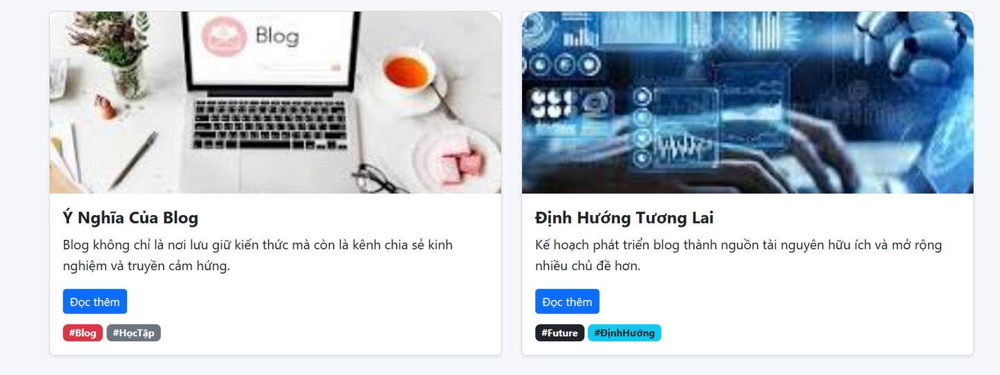 Blog
Ý Nghĩa Của Blog
Blog không chỉ là nơi lưu giữ kiến thức mà còn là kênh chia sẻ kinh
nghiệm và truyền cảm hứng.
Đọc thêm
#Blog #HọcTập
Định Hướng Tương Lai
Kế hoạch phát triển blog thành nguồn tài nguyên hữu ích và mở rộng
nhiều chủ đề hơn.
Đọc thêm
#Future #ĐịnhHướng